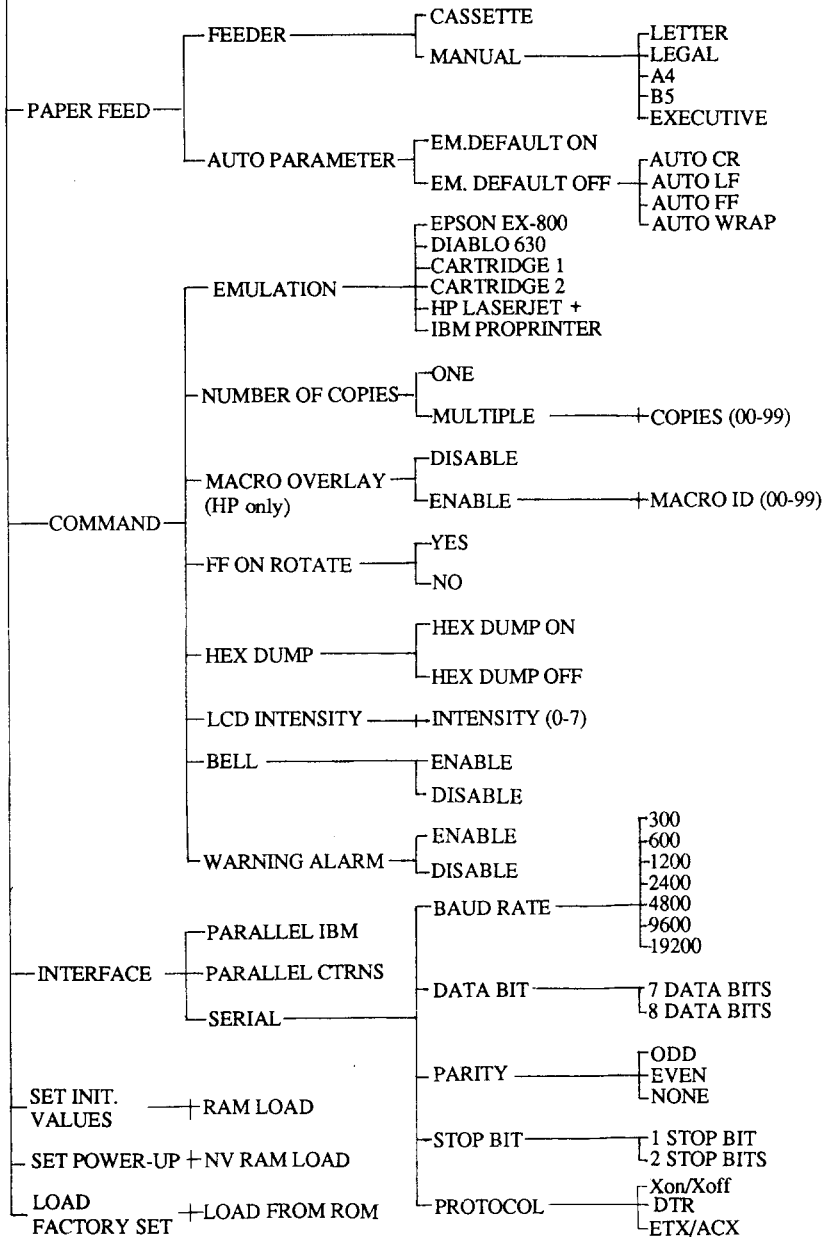 PAPER FEED
FEEDER
CASSETTE
MANUAL
LETTER
LEGAL
A4
B5
EXECUTIVE
AUTO PARAMETER
EM.DEFAULT ON
EM. DEFAULT OFF
AUTO CR
AUTO LF
AUTO FF
AUTO WRAP
COMMAND
EMULATION
EPSON EX-800
DIABLO 630
CARTRIDGE 1
CARTRIDGE 2
HP LASERJET +
IBM PROPRINTER
NUMBER OF COPIES
ONE
MULTIPLE
COPIES (00-99)
MACRO OVERLAY
(HP only)
DISABLE
ENABLE
MACRO ID (00-99)
FF ON ROTATE
YES
NO
HEX DUMP
HEX DUMP ON
HEX DUMP OFF
LCD INTENSITY
INTENSITY (0-7)
BELL
ENABLE
DISABLE
WARNING ALARM
ENABLE
DISABLE
INTERFACE
PARALLEL IBM
PARALLEL CTRNS
SERIAL
BAUD RATE
300
600
1200
2400
4800
9600
19200
DATA BIT
7 DATA BITS
8 DATA BITS
PARITY
ODD
EVEN
NONE
STOP BIT
1 STOP BIT
2 STOP BITS
PROTOCOL
Xon/Xoff
DTR
ETX/ACX
SET INIT.
VALUES
RAM LOAD
SET POWER-UP
NV RAM LOAD
LOAD
FACTORY SET
LOAD FROM ROM